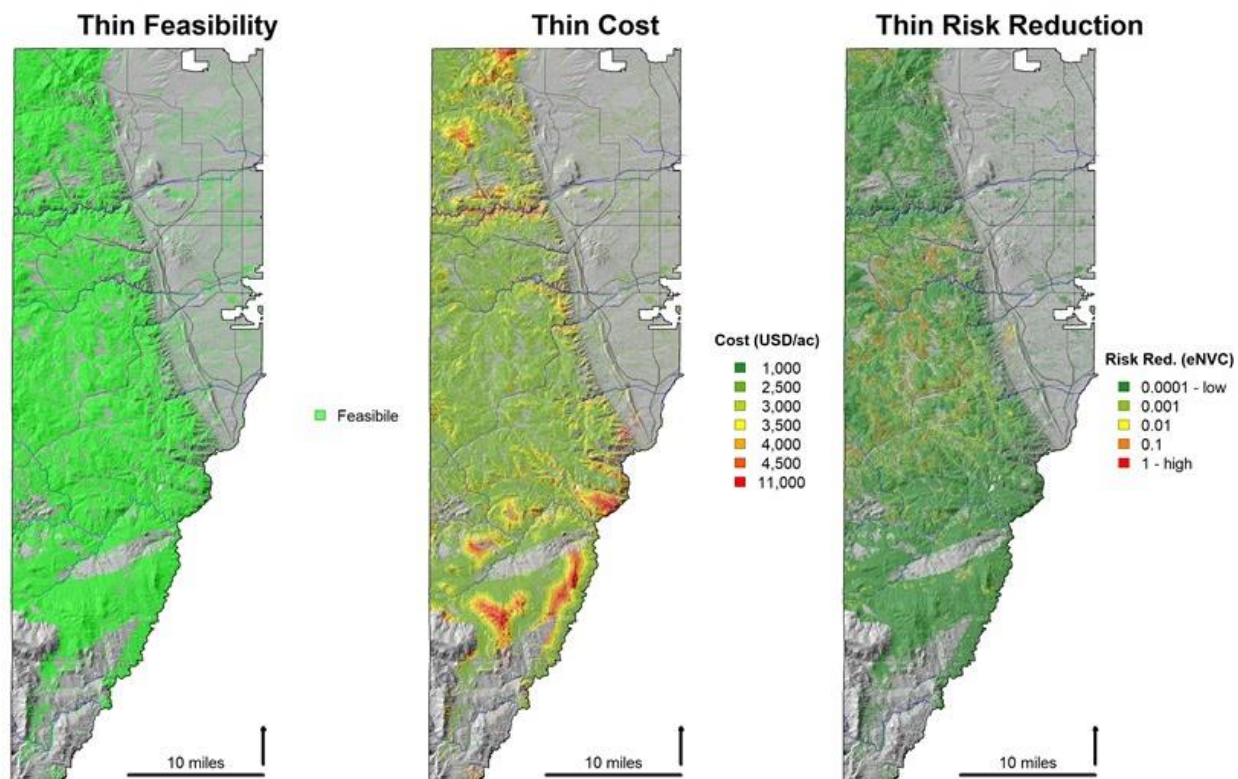 Thin Feasibility
Thin Cost
Thin Risk Reduction
Feasibile
Cost (USD/ac)
1,000
2,500
3,000
3,500
4,000
4,500
11,000
Risk Red. (eNVC)
0.0001 - low
0.001
0.01
0.1
1 - high
10 miles
10 miles
10 miles